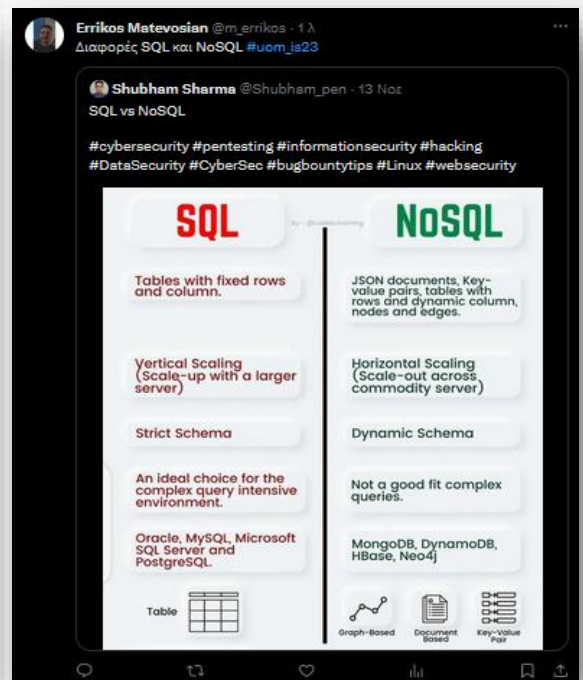 Errikos Matevosian @m_errikos · 1 λ
Διαφορές SQL και NoSQL #uom_is23
Shubham Sharma @Shubham_pen · 13 Νοε
SQL vs NoSQL
#cybersecurity #pentesting #informationsecurity #hacking
#DataSecurity #CyberSec #bugbountytips #Linux #websecurity
SQL
NoSQL
Tables with fixed rows
and column.
JSON documents, Key-
value pairs, tables with
rows and dynamic column,
nodes and edges.
Vertical Scaling
(Scale-up with a larger
server)
Horizontal Scaling
(Scale-out across
commodity server)
Strict Schema
Dynamic Schema
An ideal choice for the
complex query intensive
environment.
Not a good fit complex
queries.
Oracle, MySQL, Microsoft
SQL Server and
PostgreSQL.
MongoDB, DynamoDB,
HBase, Neo4j
Table
Graph-Based
Document
Based
Key-Value
Pair